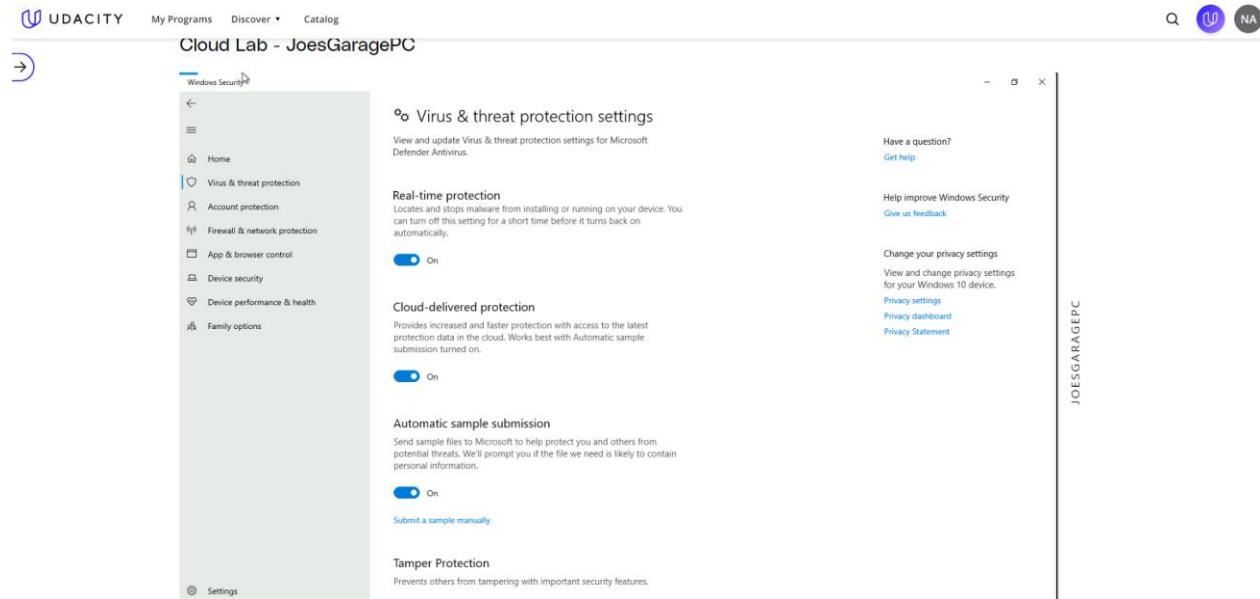 UDACITY My Programs Discover Catalog NA
Cloud Lab - JoesGaragePC
Windows Security
Home
Virus & threat protection
Account protection
Firewall & network protection
App & browser control
Device security
Device performance & health
Family options
Settings
Virus & threat protection settings
View and update Virus & threat protection settings for Microsoft
Defender Antivirus.
Real-time protection
Locates and stops malware from installing or running on your device. You
can turn off this setting for a short time before it turns back on
automatically.
On
Cloud-delivered protection
Provides increased and faster protection with access to the latest
protection data in the cloud. Works best with Automatic sample
submission turned on.
On
Automatic sample submission
Send sample files to Microsoft to help protect you and others from
potential threats. We'll prompt you if the file we need is likely to contain
personal information.
On
Submit a sample manually
Tamper Protection
Prevents others from tampering with important security features.
Have a question?
Get help
Help improve Windows Security
Give us feedback
Change your privacy settings
View and change privacy settings
for your Windows 10 device.
Privacy settings
Privacy dashboard
Privacy Statement
JOESGARAGEPC